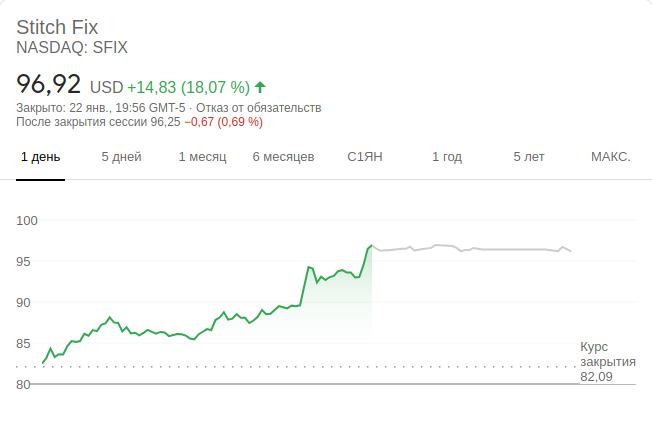 Stitch Fix
NASDAQ: SFIX
96,92 USD +14,83 (18,07 %)
Закрыто: 22 янв., 19:56 GMT-5 · Отказ от обязательств
После закрытия сессии 96,25 −0,67 (0,69 %)
1 день 5 дней 1 месяц 6 месяцев С1ЯН 1 год 5 лет МАКС.
100
95
90
85
Курс
закрытия
82,09
80